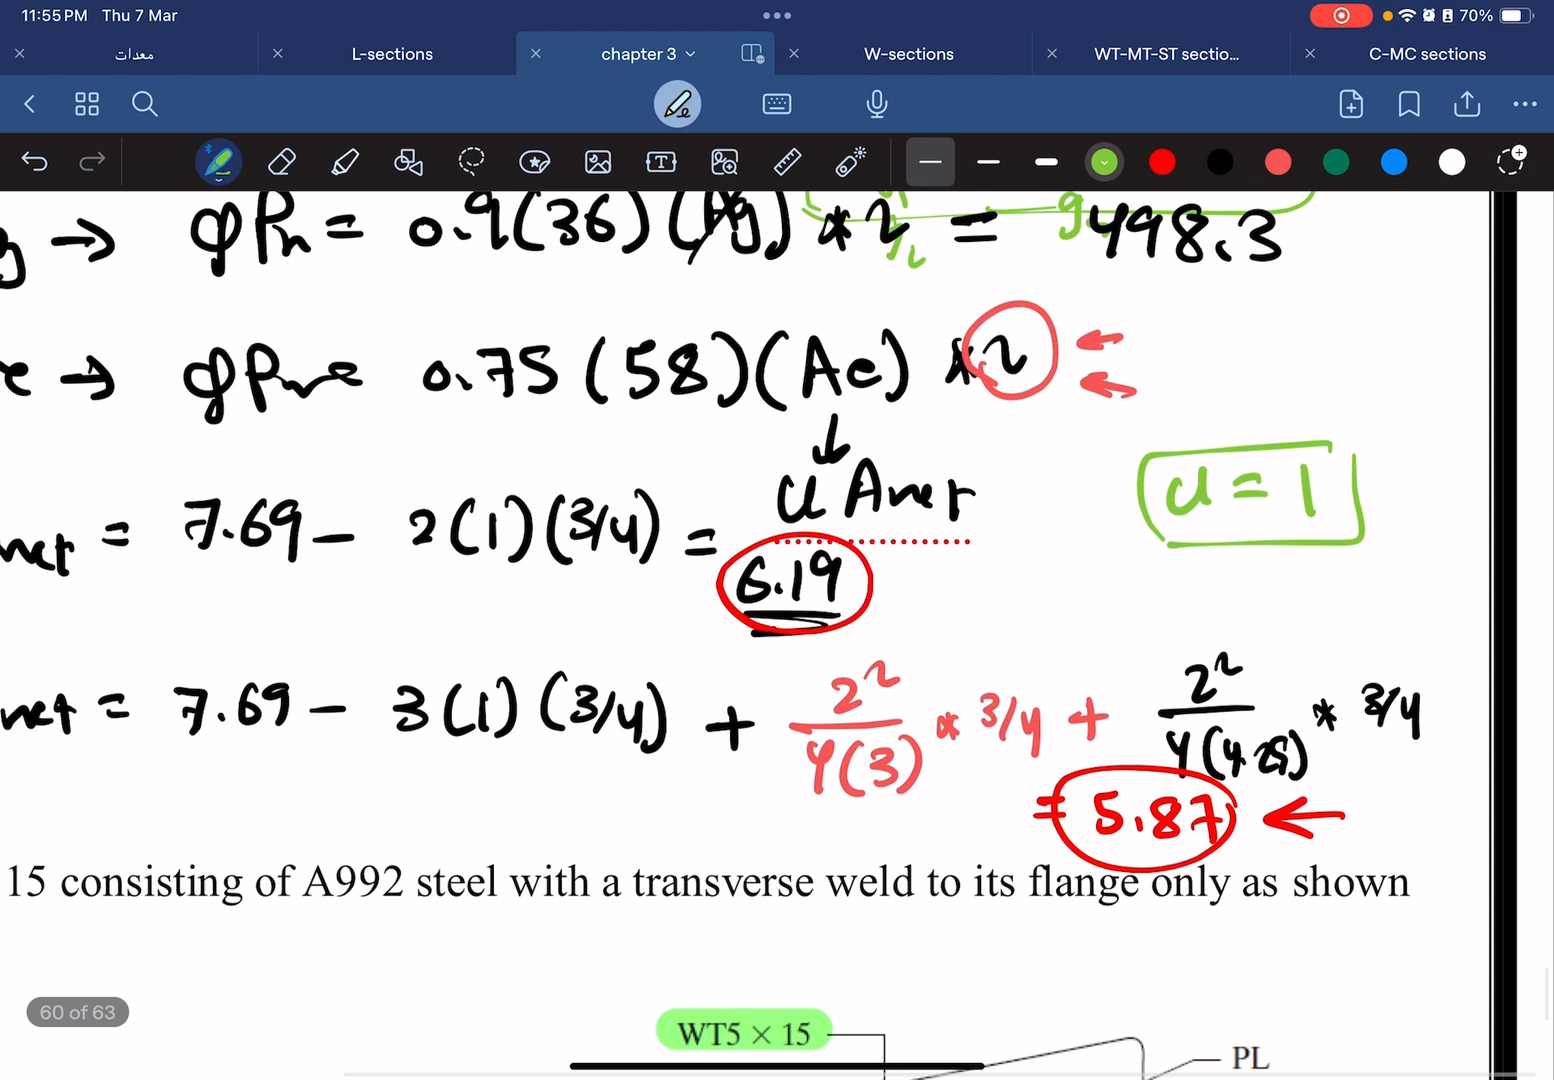 11:55 PM Thu 7 Mar
70%
معدات
L-sections
chapter 3
W-sections
WT-MT-ST sectio...
C-MC sections
→ φPn = 0.9(36)(Ag) * 2 = 498.3
→ 0.75 (58)(Ae) * 2
↓
U Anet
U = 1
net = 7.69 - 2(1)(3/4) =
6.19
net = 7.69 - 3(1)(3/4) + 2²/4(3) * 3/4 + 2²/4(4.25) * 3/4
= 5.87 ←
15 consisting of A992 steel with a transverse weld to its flange only as shown
60 of 63
WT5 × 15
PL